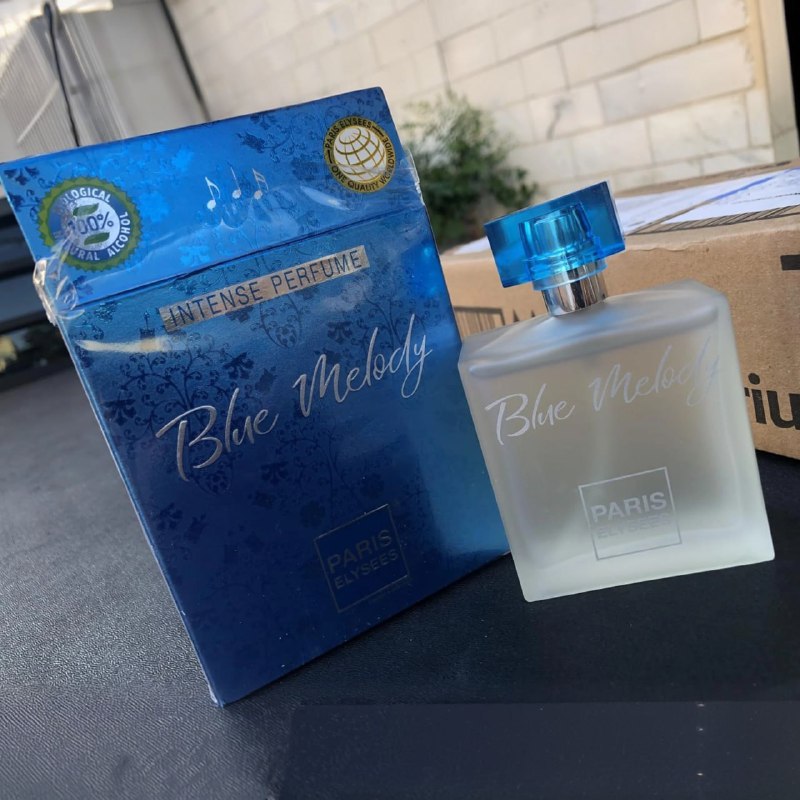 PARIS ELYSEES
ONE QUALITY WORLDWIDE
100%
NATURAL ALCOHOL
INTENSE PERFUME
Blue Melody
PARIS
ELYSEES
Blue Melody
PARIS
ELYSEES